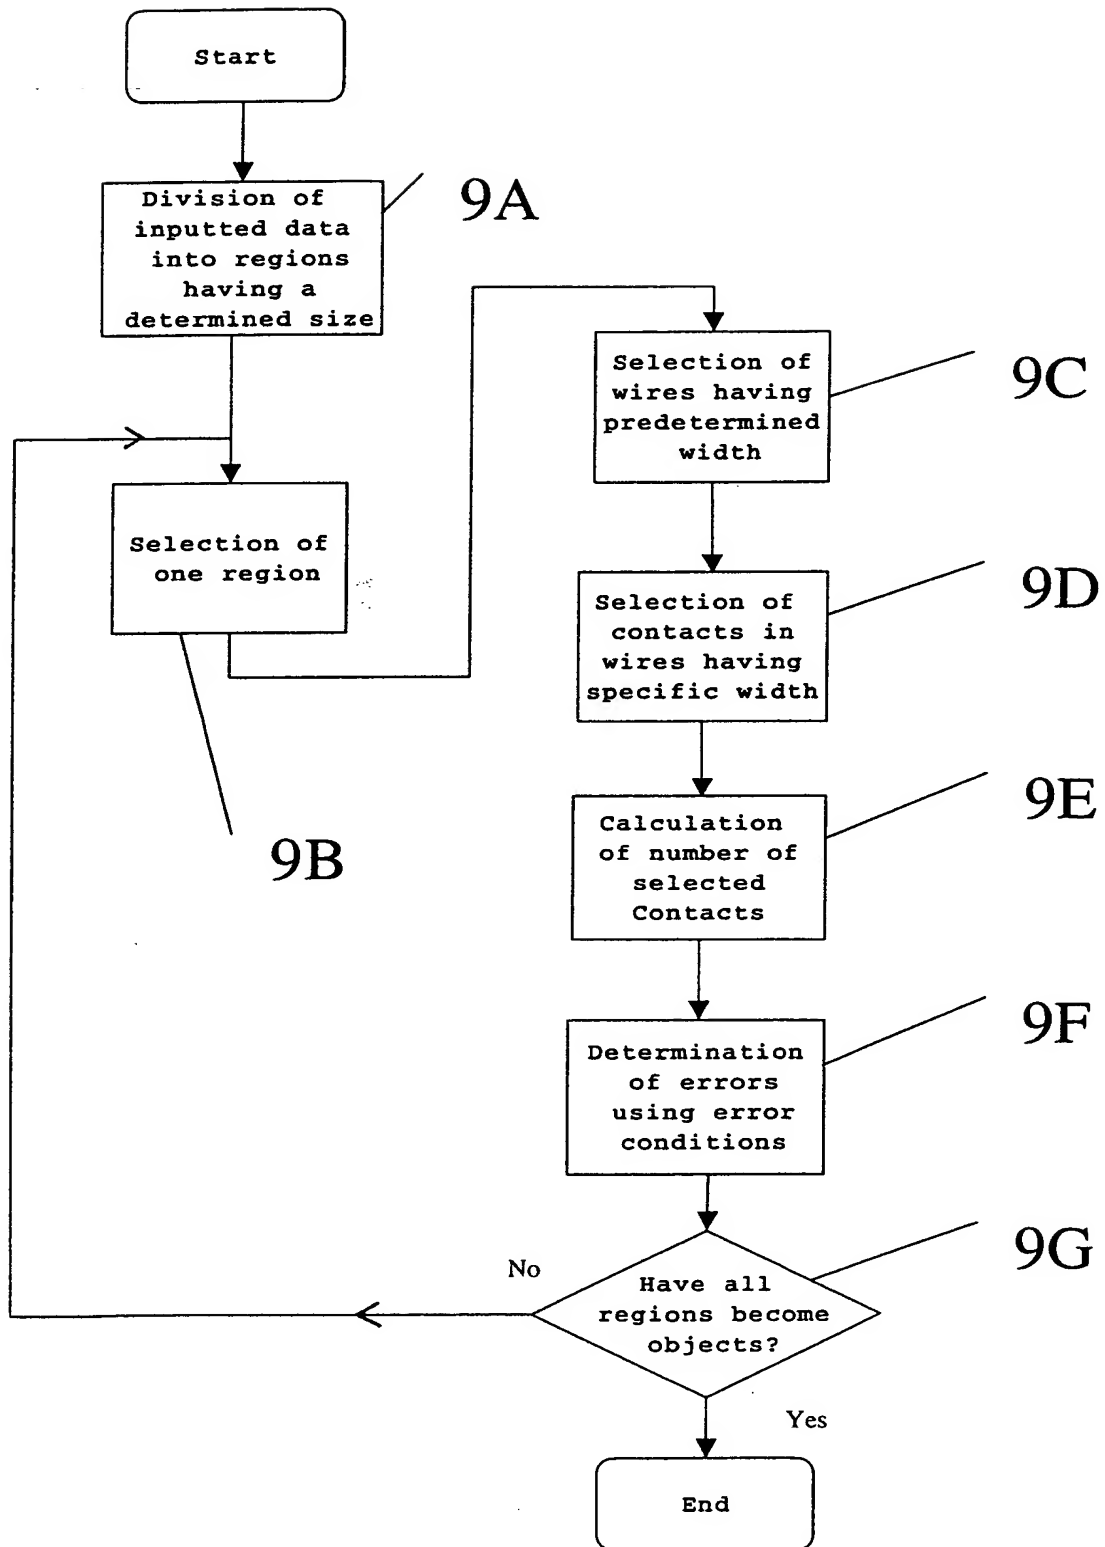 Start
Division of
inputted data
into regions
having a
determined size
9A
Selection of
one region
9B
Selection of
wires having
predetermined
width
9C
Selection of
contacts in
wires having
specific width
9D
Calculation
of number of
selected
Contacts
9E
Determination
of errors
using error
conditions
9F
Have all
regions become
objects?
9G
No
Yes
End